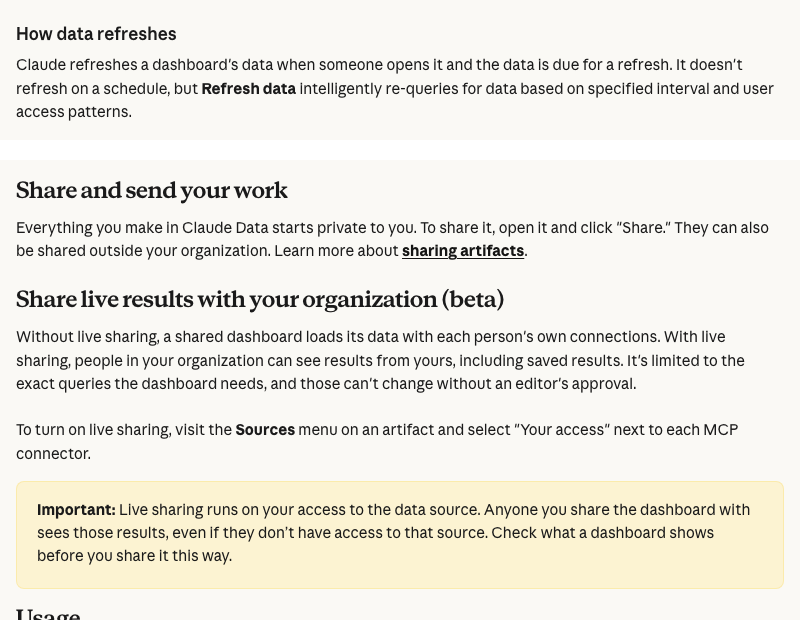 How data refreshes
Claude refreshes a dashboard's data when someone opens it and the data is due for a refresh. It doesn't
refresh on a schedule, but Refresh data intelligently re-queries for data based on specified interval and user
access patterns.
Share and send your work
Everything you make in Claude Data starts private to you. To share it, open it and click "Share." They can also
be shared outside your organization. Learn more about sharing artifacts.
Share live results with your organization (beta)
Without live sharing, a shared dashboard loads its data with each person's own connections. With live
sharing, people in your organization can see results from yours, including saved results. It's limited to the
exact queries the dashboard needs, and those can't change without an editor's approval.
To turn on live sharing, visit the Sources menu on an artifact and select "Your access" next to each MCP
connector.
Important: Live sharing runs on your access to the data source. Anyone you share the dashboard with
sees those results, even if they don't have access to that source. Check what a dashboard shows
before you share it this way.
Usage